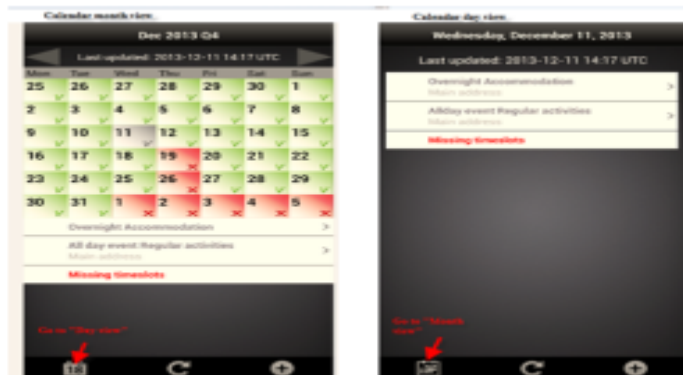 Calendar month view.
Dec 2013 Q4
Last updated: 2013-12-11 14:17 UTC
Mon Tue Wed Thu Fri Sat Sun
25 26 27 28 29 30 1
2 3 4 5 6 7 8
9 10 11 12 13 14 15
16 17 18 19 20 21 22
23 24 25 26 27 28 29
30 31 1 2 3 4 5
Overnight Accommodation
All day event Regular activities
Main address
Missing timeslots
Go to "Day view"
18
Calendar day view.
Wednesday, December 11, 2013
Last updated: 2013-12-11 14:17 UTC
Overnight Accommodation
Main address
Allday event Regular activities
Main address
Missing timeslots
Go to "Month
view"